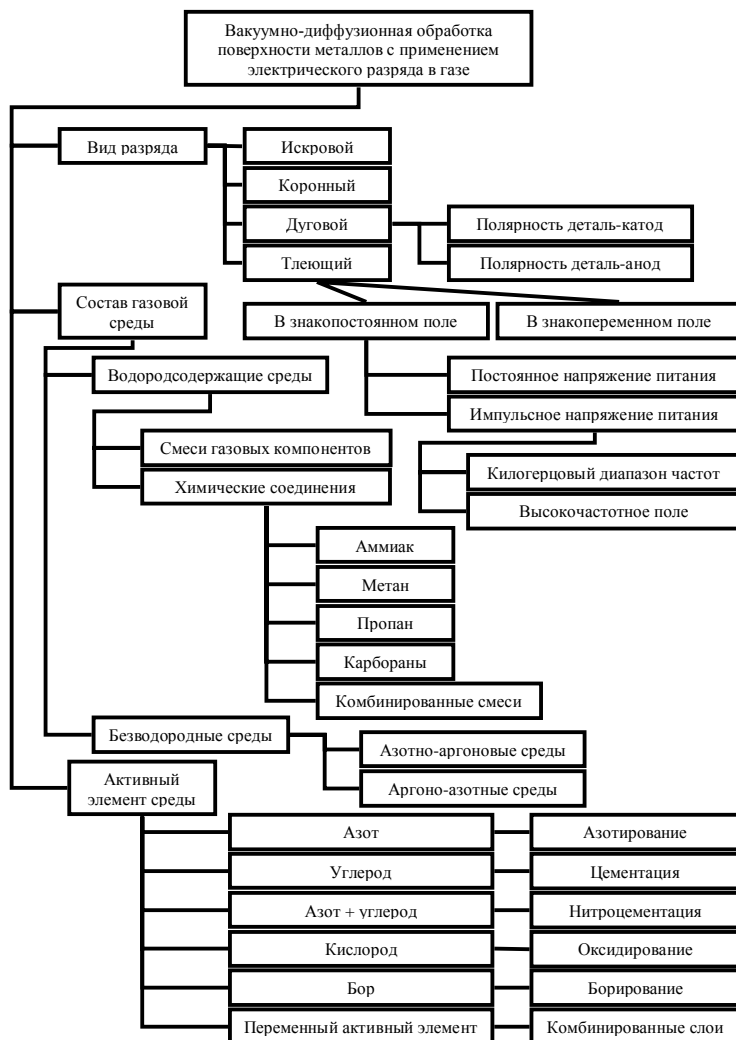 Вакуумно-диффузионная обработка
поверхности металлов с применением
электрического разряда в газе
Вид разряда
Искровой
Коронный
Дуговой
Полярность деталь-катод
Тлеющий
Полярность деталь-анод
Состав газовой
среды
В знакопостоянном поле
В знакопеременном поле
Водородсодержащие среды
Постоянное напряжение питания
Импульсное напряжение питания
Смеси газовых компонентов
Килогерцовый диапазон частот
Химические соединения
Высокочастотное поле
Аммиак
Метан
Пропан
Карбораны
Комбинированные смеси
Безводородные среды
Азотно-аргоновые среды
Аргоно-азотные среды
Активный
элемент среды
Азот
Азотирование
Углерод
Цементация
Азот + углерод
Нитроцементация
Кислород
Оксидирование
Бор
Борирование
Переменный активный элемент
Комбинированные слои